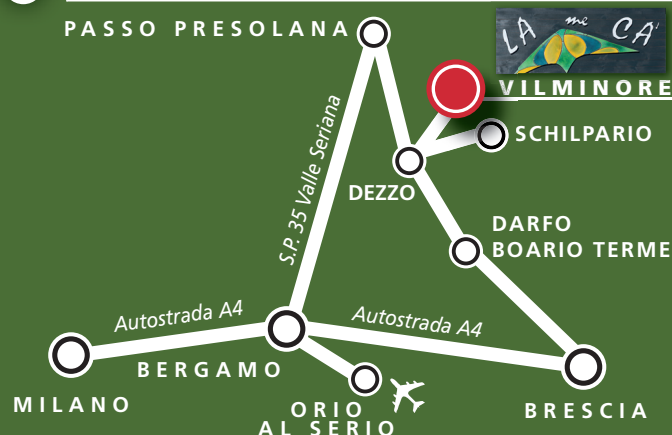 PASSO PRESOLANA
LA me CA'
VILMINORE
SCHILPARIO
DEZZO
S.P. 35 Valle Seriana
DARFO
BOARIO TERME
Autostrada A4
Autostrada A4
BERGAMO
MILANO
ORIO
AL SERIO
BRESCIA